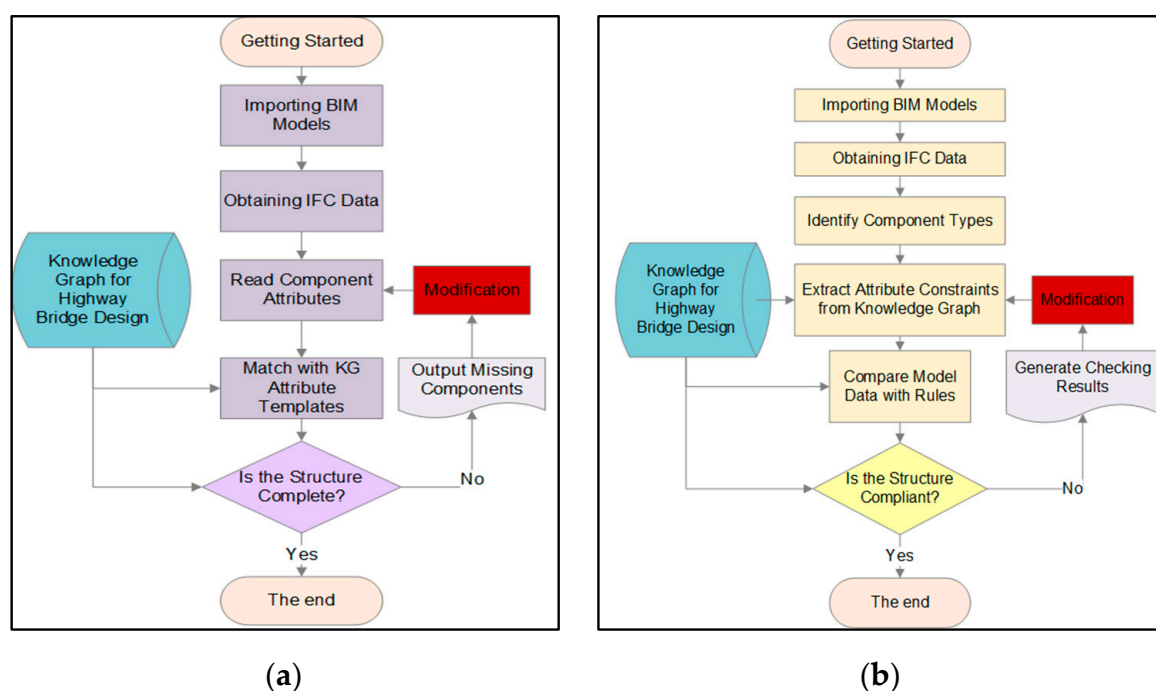 Getting Started
Importing BIM
Models
Obtaining IFC Data
Knowledge
Graph for
Highway
Bridge Design
Read Component
Attributes
Modification
Match with KG
Attribute
Templates
Output Missing
Components
Is the Structure
Complete?
No
Yes
The end
(a)
Getting Started
Importing BIM Models
Obtaining IFC Data
Identify Component Types
Knowledge
Graph for
Highway
Bridge Design
Extract Attribute Constraints
from Knowledge Graph
Modification
Compare Model
Data with Rules
Generate Checking
Results
Is the Structure
Compliant?
No
Yes
The end
(b)